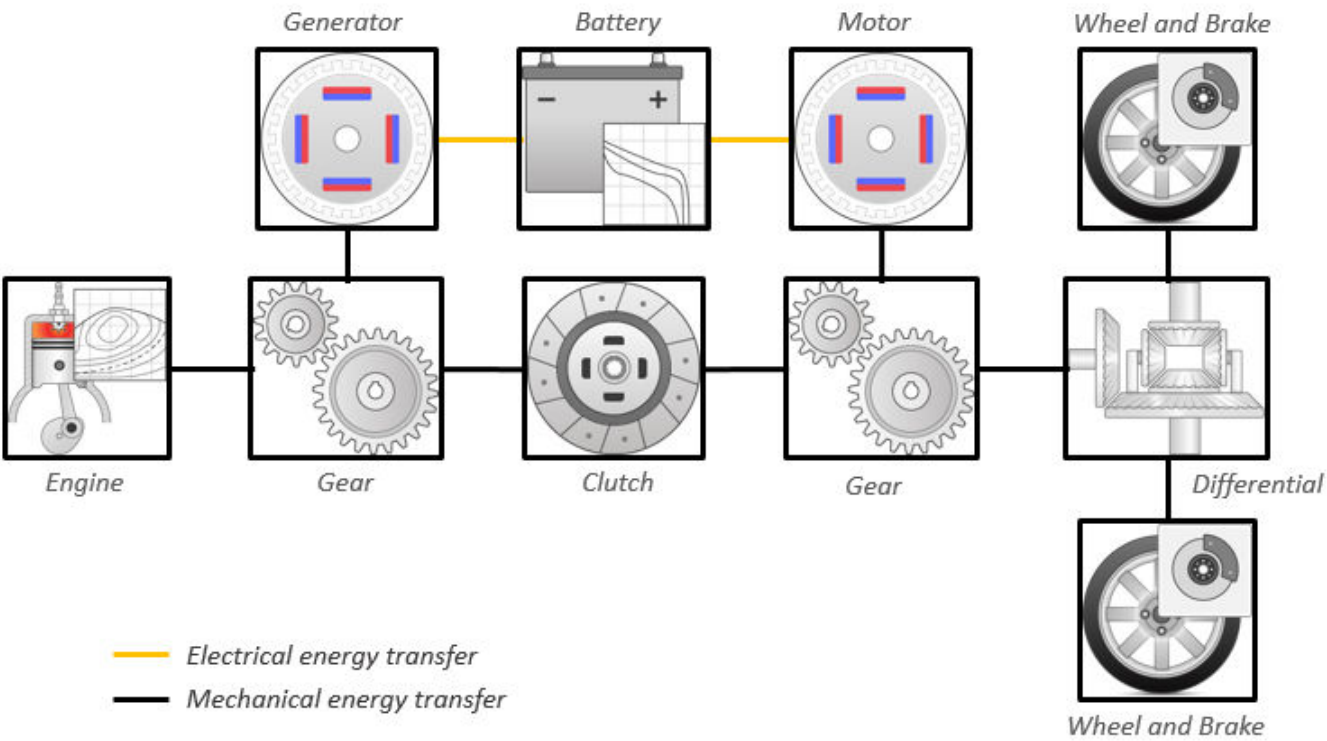 Generator
Battery
Motor
Wheel and Brake
− +
Engine
Gear
Clutch
Gear
Differential
Electrical energy transfer
Mechanical energy transfer
Wheel and Brake